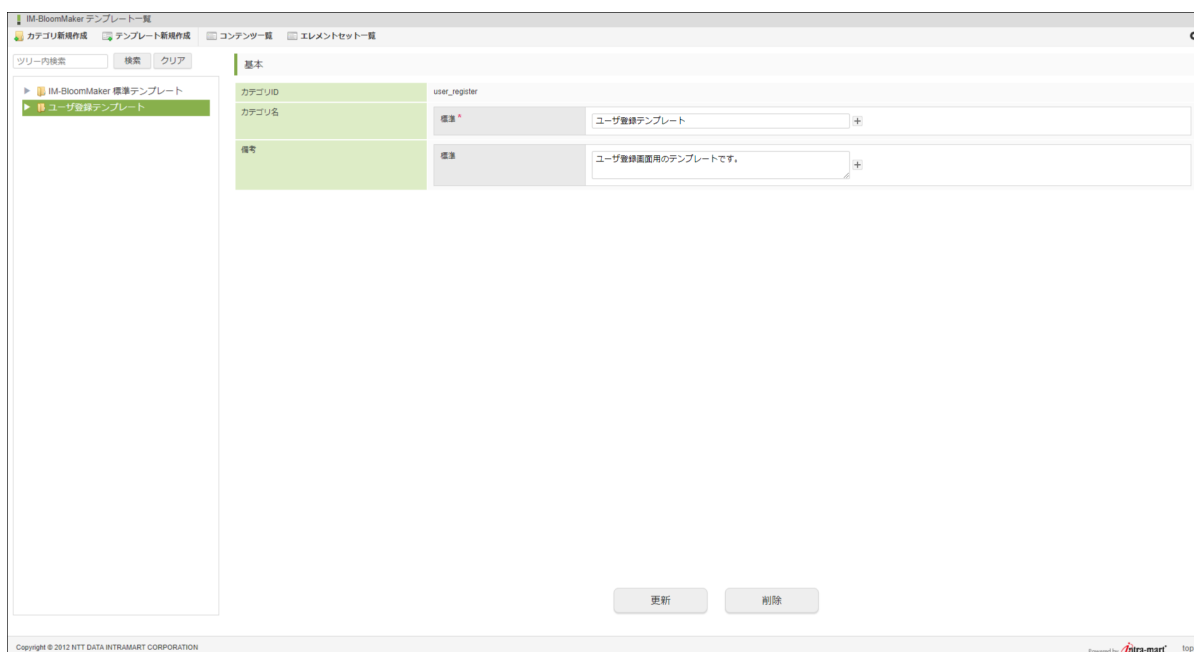 IM-BloomMaker テンプレート一覧
カテゴリ新規作成 テンプレート新規作成 コンテンツ一覧 エレメントセット一覧
ツリー内検索 検索 クリア
基本
IM-BloomMaker 標準テンプレート
ユーザ登録テンプレート
カテゴリID user_register
カテゴリ名 標準 * ユーザ登録テンプレート
備考 標準 ユーザ登録画面用のテンプレートです。
更新 削除
Copyright © 2012 NTT DATA INTRAMART CORPORATION
Powered by intra-mart top